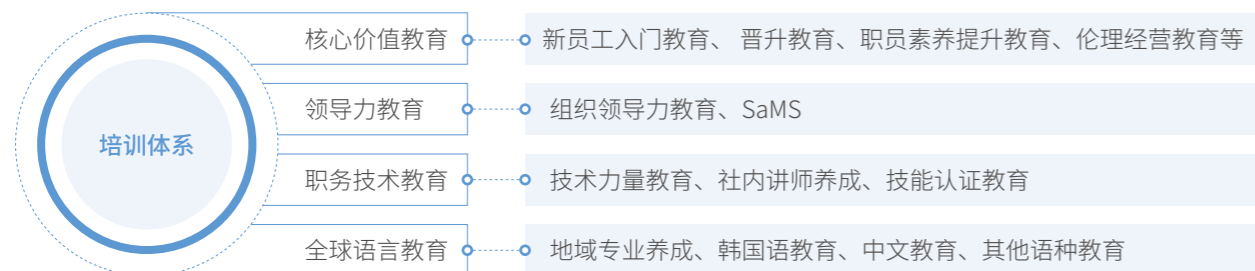 培训体系
核心价值教育
新员工入门教育、 晋升教育、职员素养提升教育、伦理经营教育等
领导力教育
组织领导力教育、SaMS
职务技术教育
技术力量教育、社内讲师养成、技能认证教育
全球语言教育
地域专业养成、韩国语教育、中文教育、其他语种教育